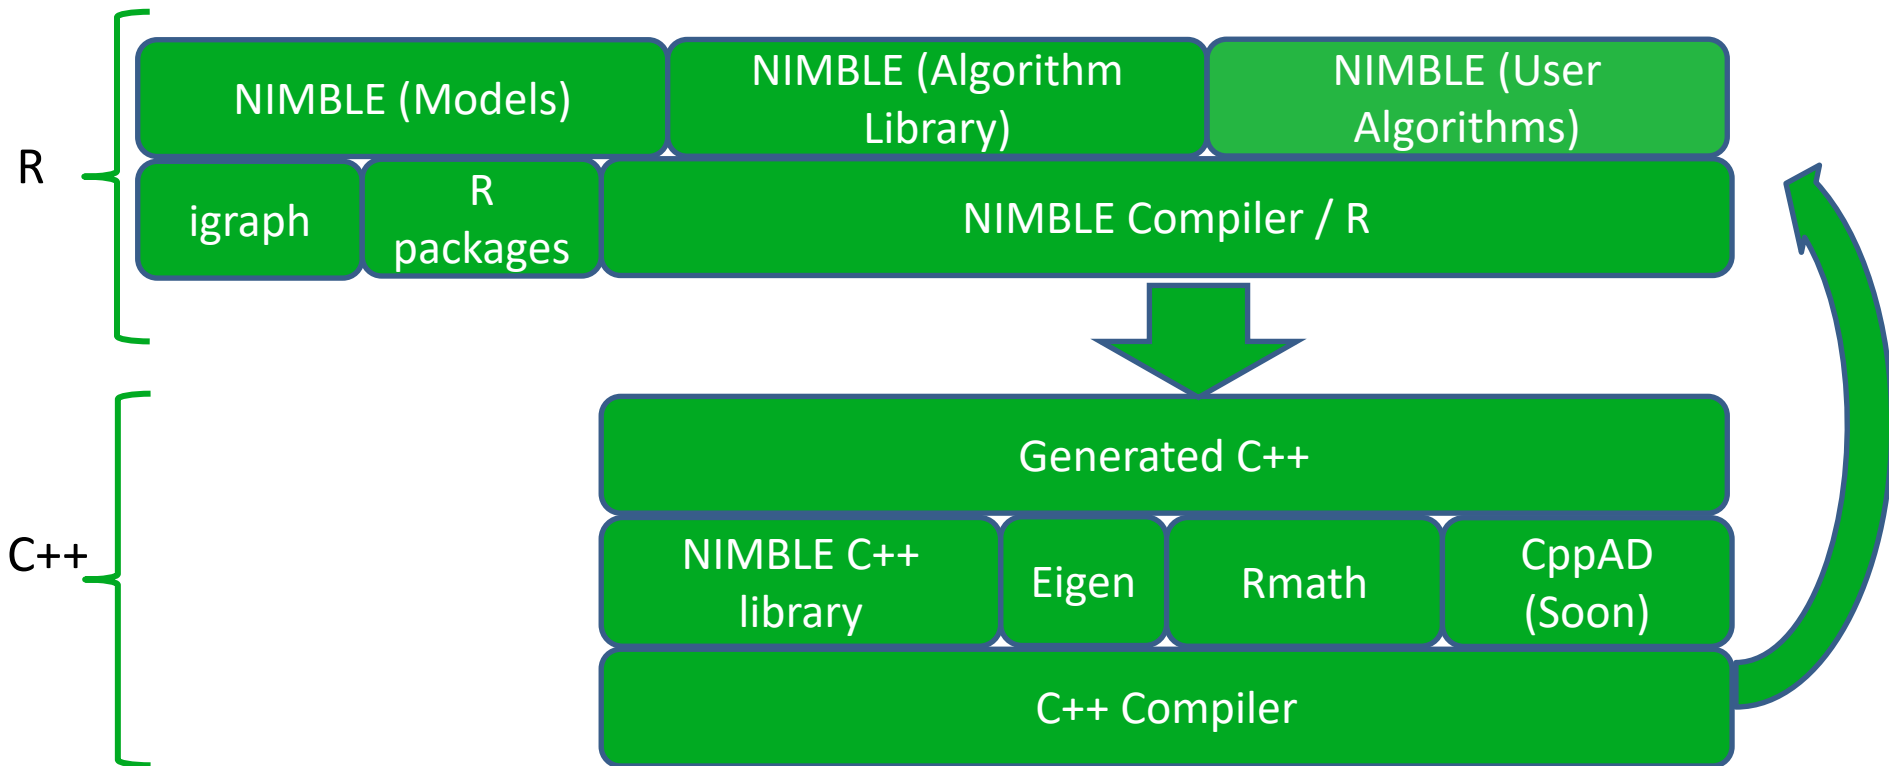 R
NIMBLE (Models)
NIMBLE (Algorithm
Library)
NIMBLE (User
Algorithms)
igraph
R
packages
NIMBLE Compiler / R
C++
Generated C++
NIMBLE C++
library
Eigen
Rmath
CppAD
(Soon)
C++ Compiler